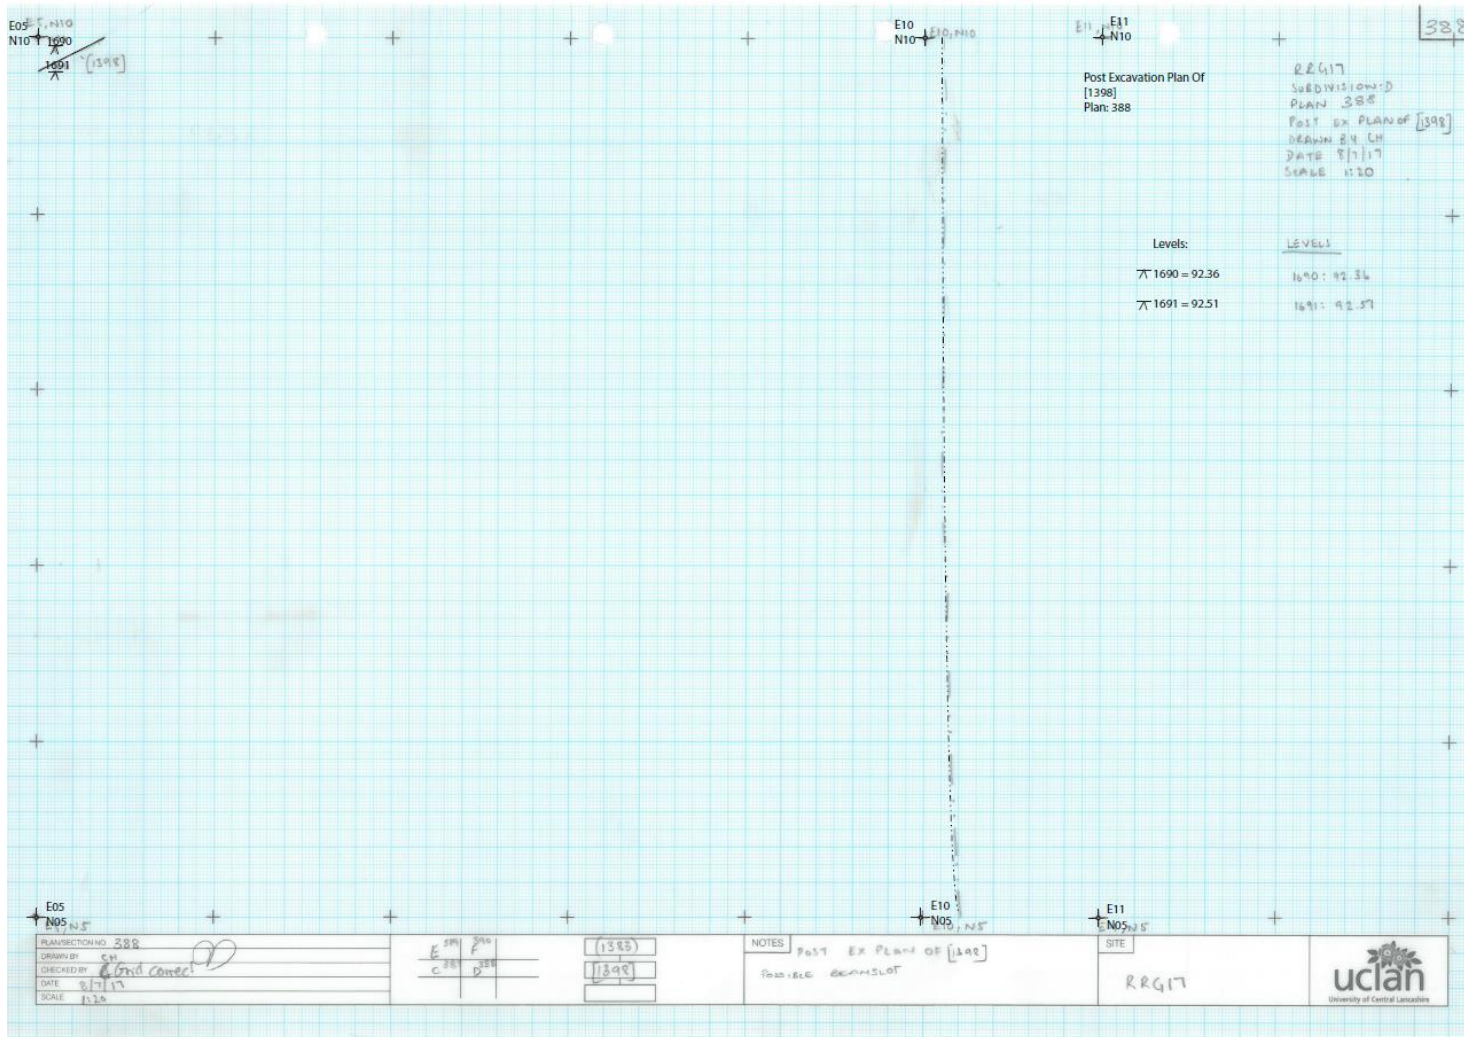 E05 E5, N10
N10 1690
1691 [1398]
E10
N10 E10, N10
E11
N10
388
Post Excavation Plan Of
[1398]
Plan: 388
RRG17
SUBDIVISION: D
PLAN 388
POST EX PLAN OF [1398]
DRAWN BY CH
DATE 8/7/17
SCALE 1:20
Levels:
1690 = 92.36
1691 = 92.51
LEVELS
1690: 92.36
1691: 92.51
E05
N05
E5, N5
E10
N05
E10, N5
E11
N05
PLAN/SECTION NO. 388
DRAWN BY CH
CHECKED BY Grid correct
DATE 8/7/17
SCALE 1:20
E 389 F 390
C 387 D 388
(1383)
[1398]
NOTES POST EX PLAN OF [1398]
POSSIBLE BEAMSLOT
SITE
RRG17
uclan
University of Central Lancashire